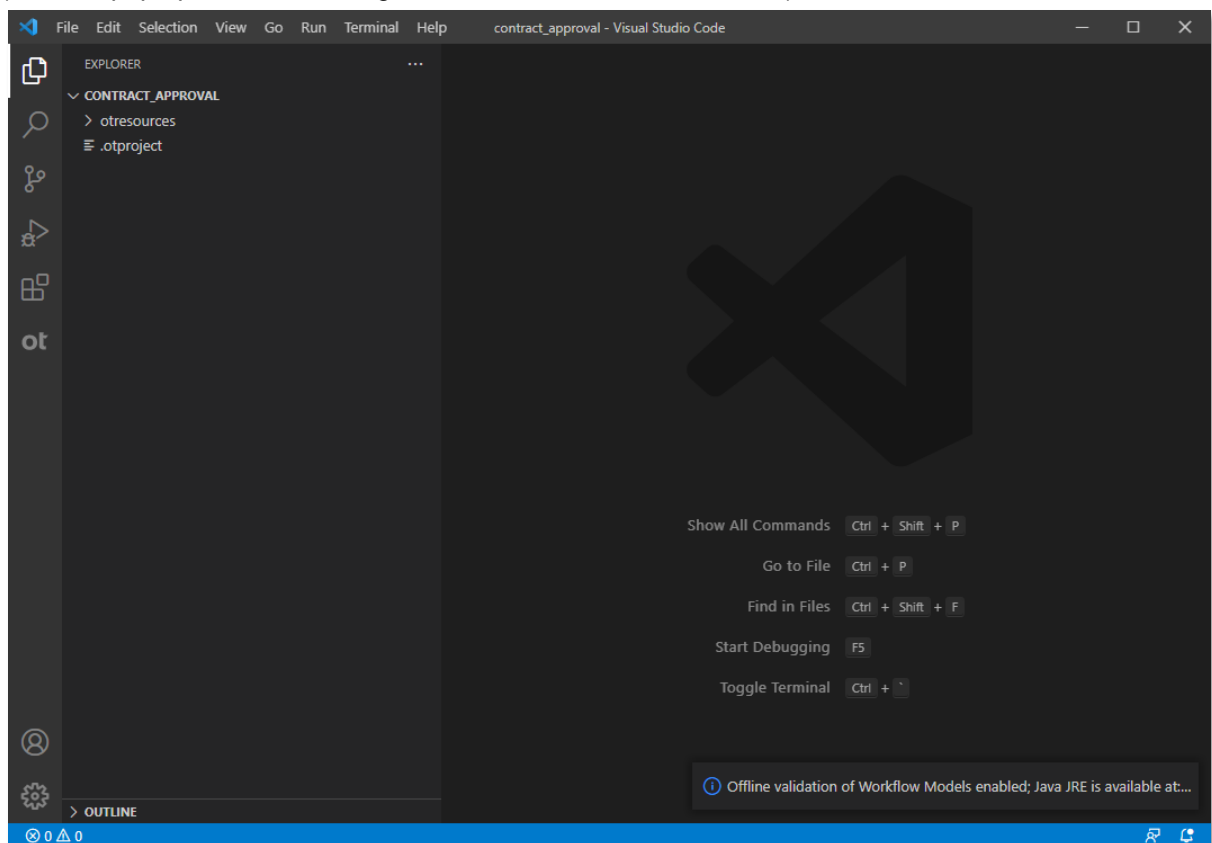 File Edit Selection View Go Run Terminal Help contract_approval - Visual Studio Code
EXPLORER
CONTRACT_APPROVAL
otresources
.otproject
ot
Show All Commands Ctrl + Shift + P
Go to File Ctrl + P
Find in Files Ctrl + Shift + F
Start Debugging F5
Toggle Terminal Ctrl + `
Offline validation of Workflow Models enabled; Java JRE is available at:...
OUTLINE
0 0